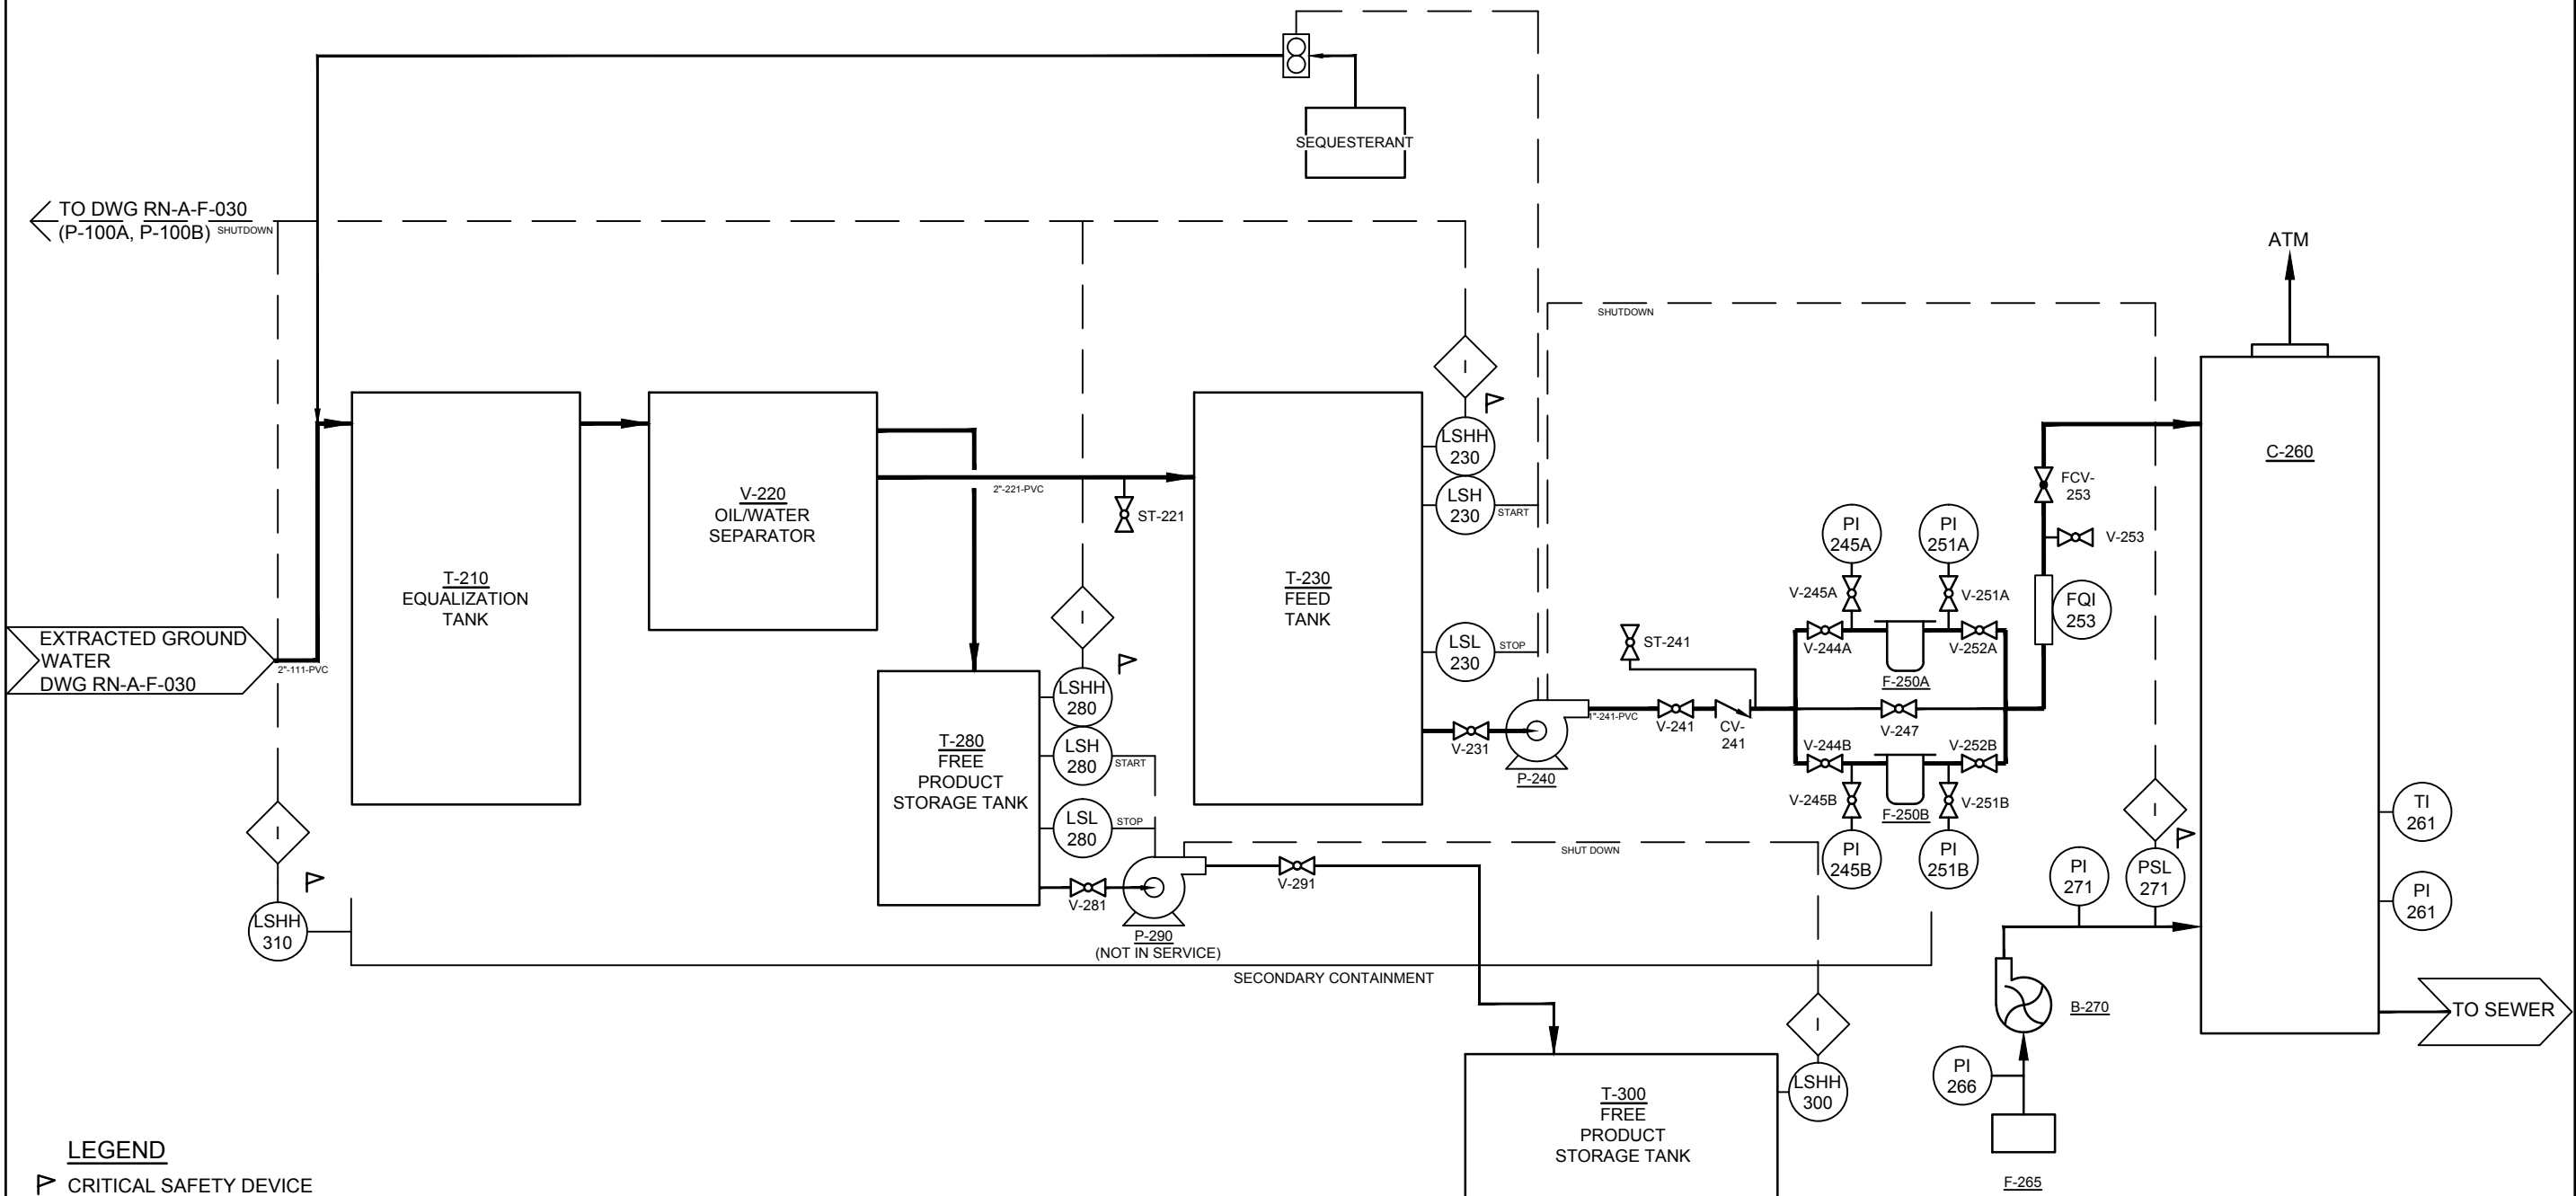 SEQUESTERANT
TO DWG RN-A-F-030
(P-100A, P-100B) SHUTDOWN
ATM
SHUTDOWN
I
LSHH
230
LSH
230
START
LSL
230
STOP
C-260
FCV-
253
V-253
FQI
253
V-220
OIL/WATER
SEPARATOR
2"-221-PVC
ST-221
T-210
EQUALIZATION
TANK
T-230
FEED
TANK
PI
245A
PI
251A
V-245A
V-251A
V-244A
V-252A
F-250A
ST-241
EXTRACTED GROUND
WATER
DWG RN-A-F-030
2"-111-PVC
I
LSHH
280
LSH
280
START
LSL
280
STOP
T-280
FREE
PRODUCT
STORAGE TANK
V-231
P-240
1"-241-PVC
V-241
CV-
241
V-247
V-244B
V-252B
V-245B
V-251B
F-250B
PI
245B
PI
251B
I
PI
271
PSL
271
TI
261
PI
261
I
LSHH
310
V-281
P-290
(NOT IN SERVICE)
V-291
SHUT DOWN
SECONDARY CONTAINMENT
B-270
TO SEWER
I
LSHH
300
PI
266
T-300
FREE
PRODUCT
STORAGE TANK
F-265
LEGEND
CRITICAL SAFETY DEVICE